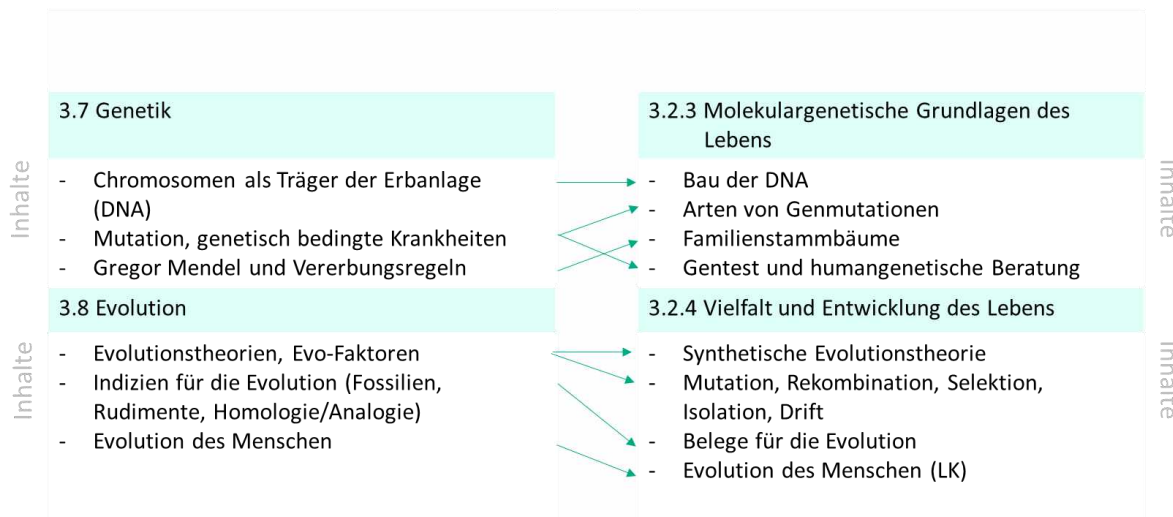 3.7 Genetik
- Chromosomen als Träger der Erbanlage
(DNA)
- Mutation, genetisch bedingte Krankheiten
- Gregor Mendel und Vererbungsregeln
3.8 Evolution
- Evolutionstheorien, Evo-Faktoren
- Indizien für die Evolution (Fossilien,
Rudimente, Homologie/Analogie)
- Evolution des Menschen
Inhalte
Inhalte
3.2.3 Molekulargenetische Grundlagen des
Lebens
- Bau der DNA
- Arten von Genmutationen
- Familienstammbäume
- Gentest und humangenetische Beratung
3.2.4 Vielfalt und Entwicklung des Lebens
- Synthetische Evolutionstheorie
- Mutation, Rekombination, Selektion,
Isolation, Drift
- Belege für die Evolution
- Evolution des Menschen (LK)
Inhalte
Inhalte